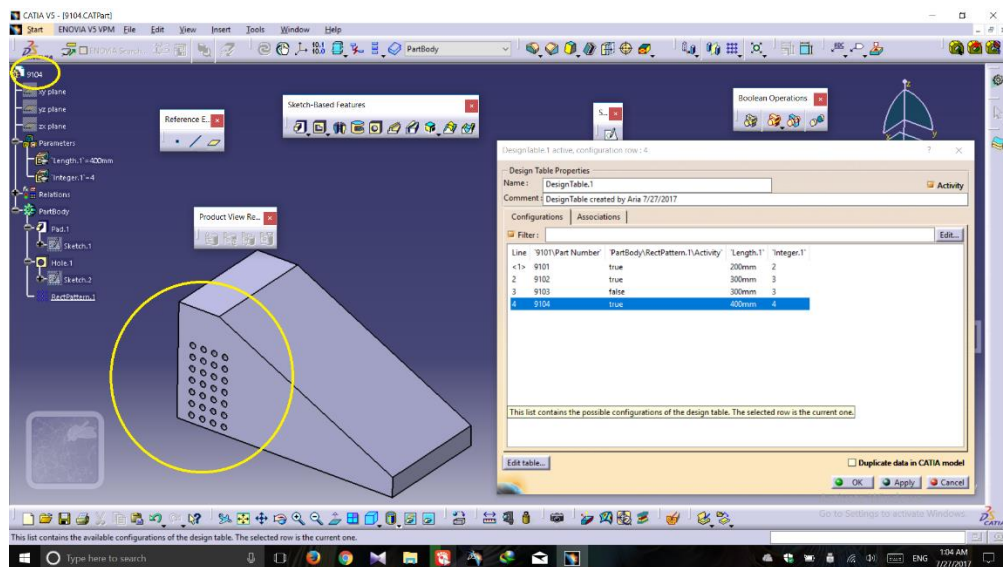 CATIA V5 - [9104.CATPart]
Start ENOVIA V5 VPM File Edit View Insert Tools Window Help
PartBody
9104
xy plane
yz plane
zx plane
Parameters
`Length.1`=400mm
`Integer.1`=4
Relations
PartBody
Pad.1
Sketch.1
Hole.1
Sketch.2
RectPattern.1
Reference E...
Sketch-Based Features
S...
Boolean Operations
Product View Re...
DesignTable.1 active, configuration row : 4
Design Table Properties
Name : DesignTable.1
Activity
Comment : DesignTable created by Aria 7/27/2017
Configurations Associations
Filter : Edit...
Line `9101\Part Number` `PartBody\RectPattern.1\Activity` `Length.1` `Integer.1`
<1> 9101 true 200mm 2
2 9102 true 300mm 3
3 9103 false 300mm 3
4 9104 true 400mm 4
This list contains the possible configurations of the design table. The selected row is the current one.
Edit table...
Duplicate data in CATIA model
OK Apply Cancel
Go to Settings to activate Windows.
CATIA
This list contains the available configurations of the design table. The selected row is the current one.
Type here to search
ENG
1:04 AM
7/27/2017